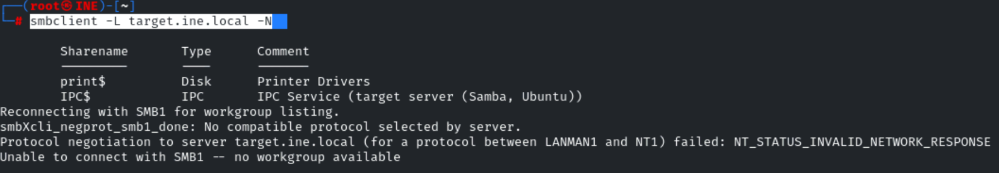 ┌──(root㉿INE)-[~]
└─# smbclient -L target.ine.local -N
Sharename Type Comment
--------- ---- -------
print$ Disk Printer Drivers
IPC$ IPC IPC Service (target server (Samba, Ubuntu))
Reconnecting with SMB1 for workgroup listing.
smbXcli_negprot_smb1_done: No compatible protocol selected by server.
Protocol negotiation to server target.ine.local (for a protocol between LANMAN1 and NT1) failed: NT_STATUS_INVALID_NETWORK_RESPONSE
Unable to connect with SMB1 -- no workgroup available